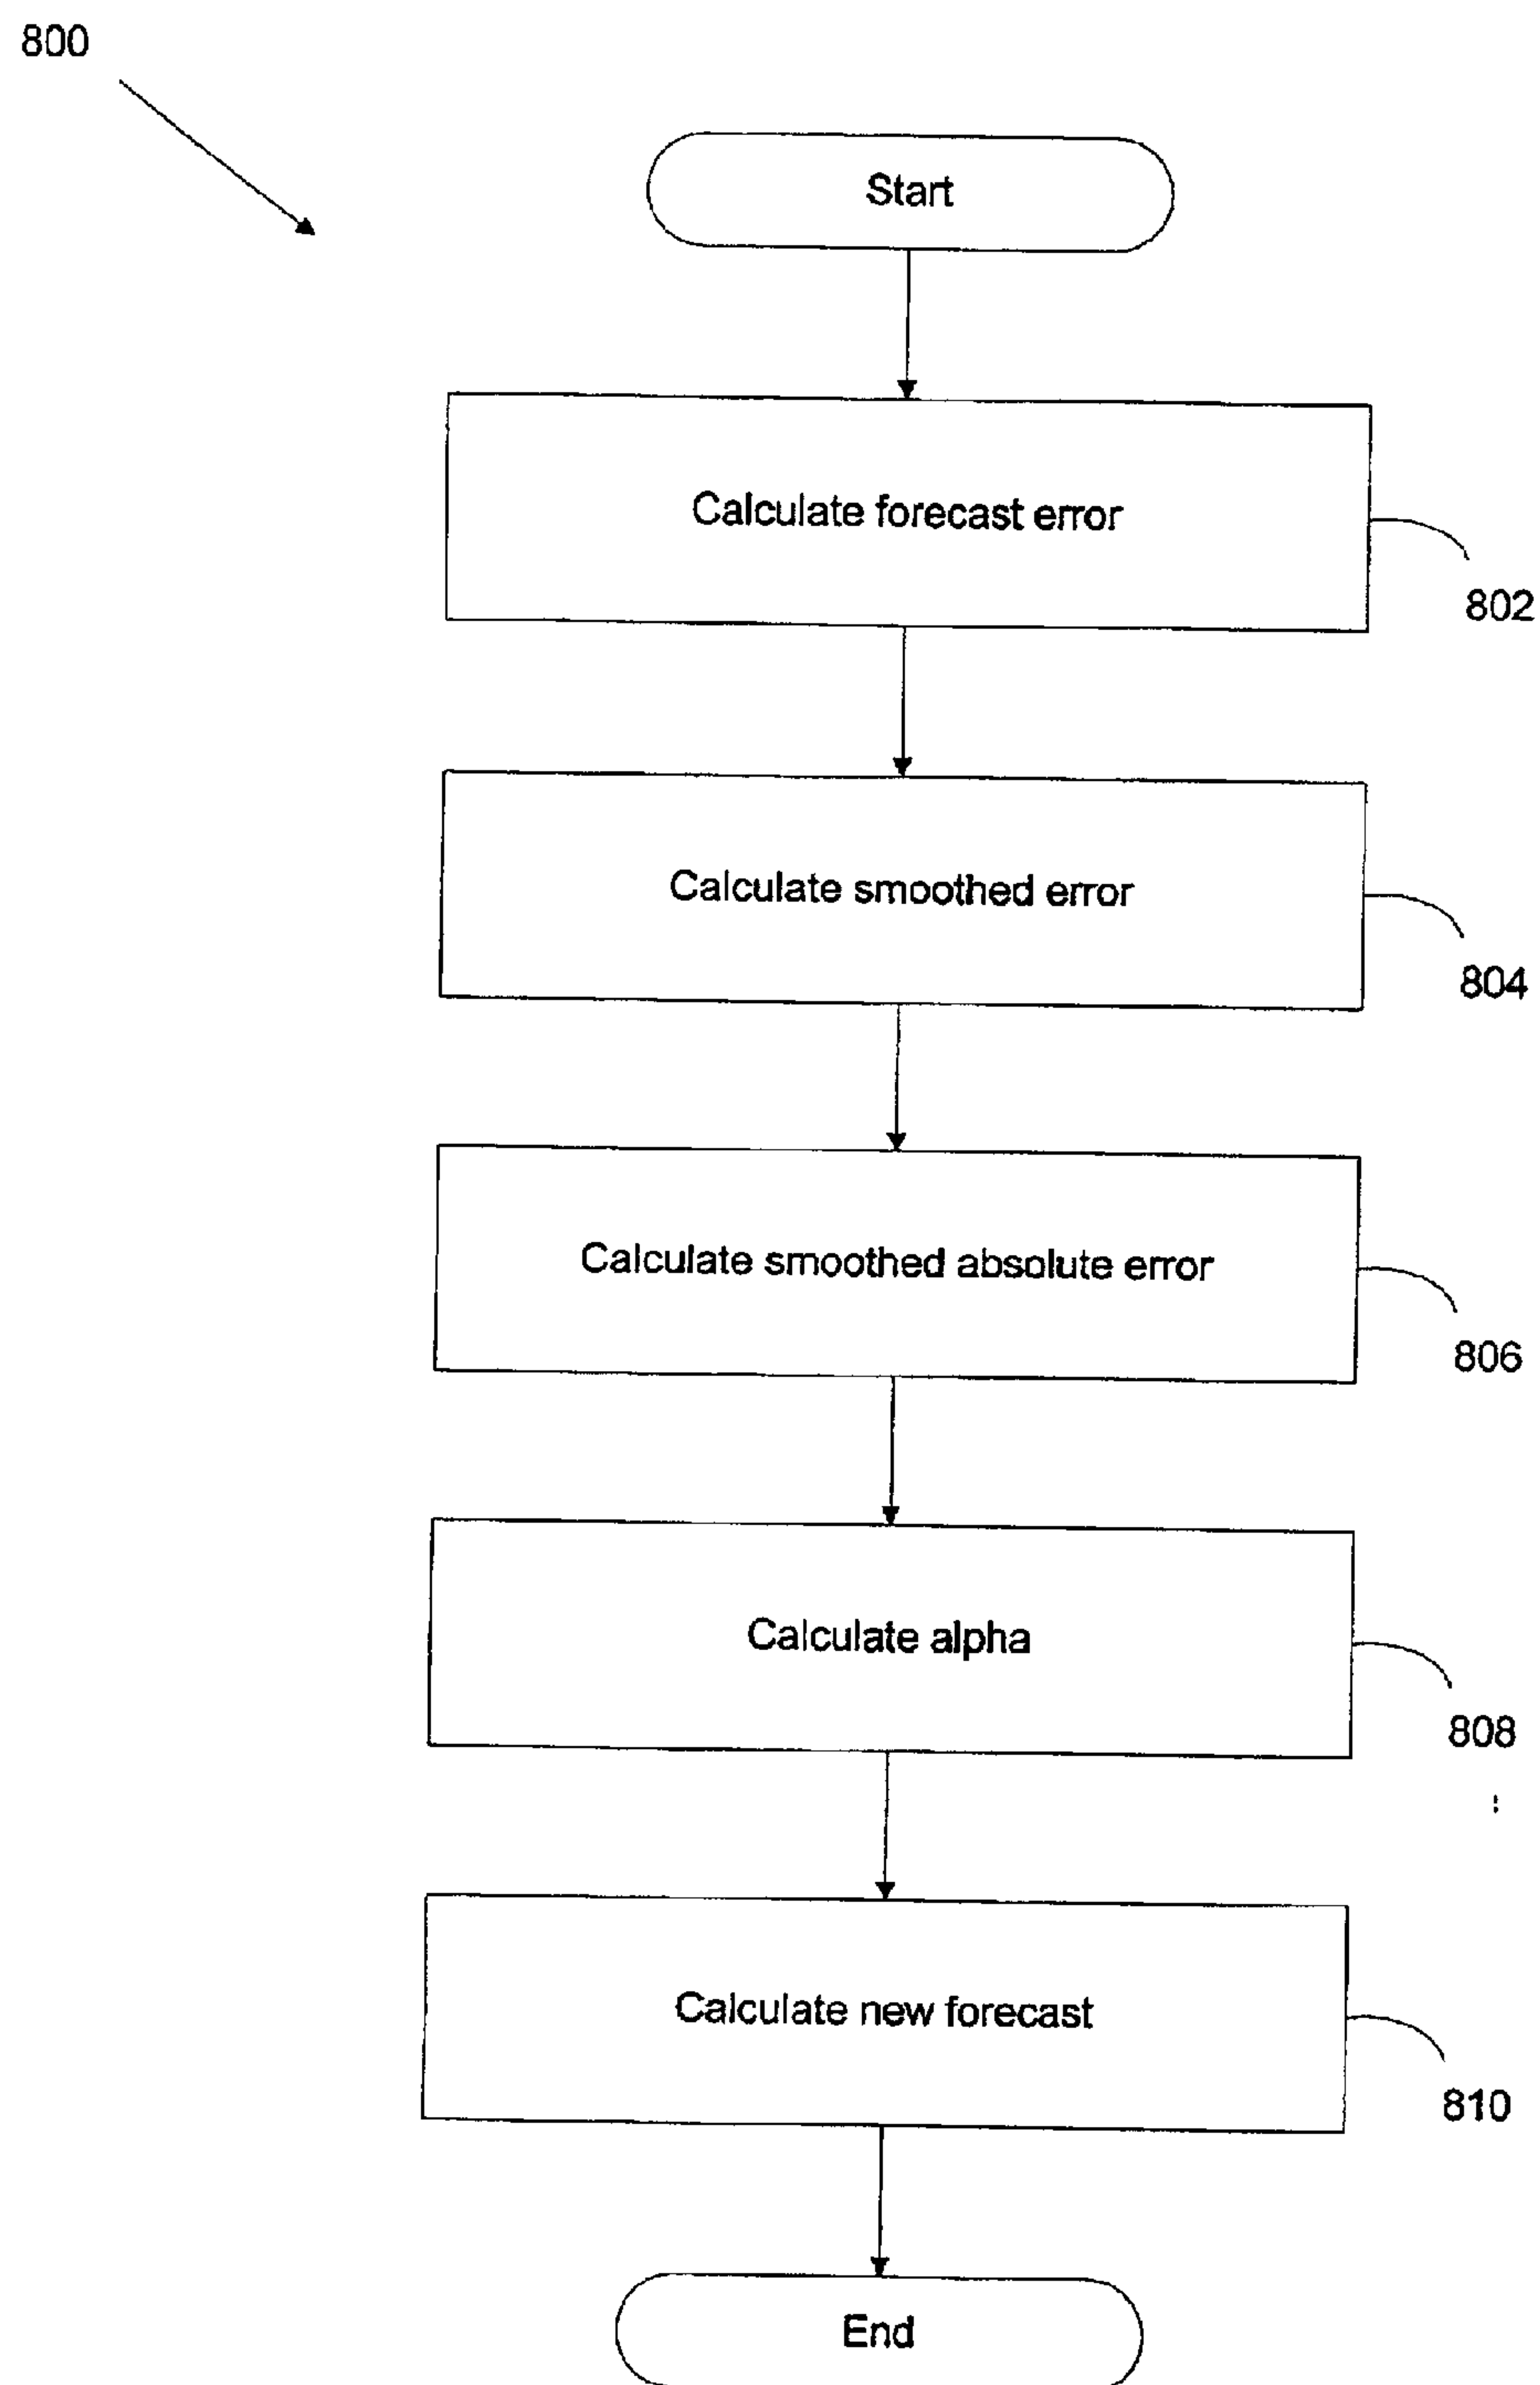 800
Start
Calculate forecast error
802
Calculate smoothed error
804
Calculate smoothed absolute error
806
Calculate alpha
808
Calculate new forecast
810
End